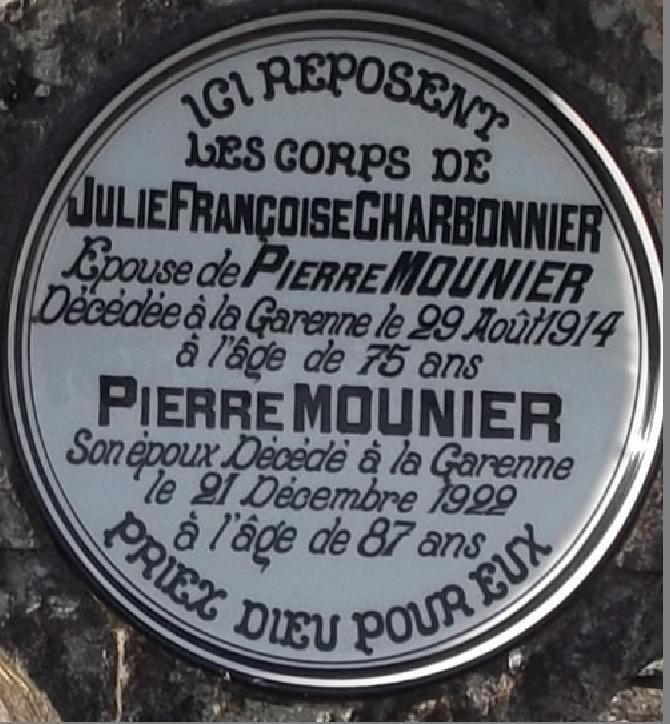 ICI REPOSENT
LES CORPS DE
JULIE FRANÇOISE CHARBONNIER
Epouse de PIERRE MOUNIER
Décédée à la Garenne le 29 Août 1914
à l'âge de 75 ans
PIERRE MOUNIER
Son époux Décédé à la Garenne
le 21 Décembre 1922
à l'âge de 87 ans
PRIEZ DIEU POUR EUX